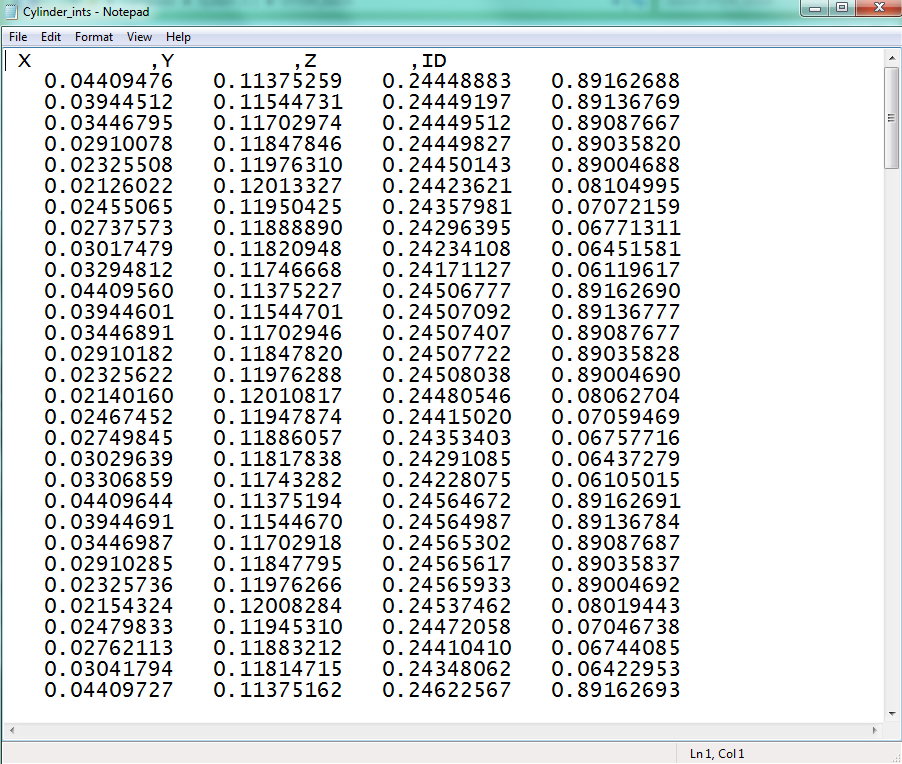 Cylinder_ints - Notepad
File Edit Format View Help
X ,Y ,Z ,ID
0.04409476 0.11375259 0.24448883 0.89162688
0.03944512 0.11544731 0.24449197 0.89136769
0.03446795 0.11702974 0.24449512 0.89087667
0.02910078 0.11847846 0.24449827 0.89035820
0.02325508 0.11976310 0.24450143 0.89004688
0.02126022 0.12013327 0.24423621 0.08104995
0.02455065 0.11950425 0.24357981 0.07072159
0.02737573 0.11888890 0.24296395 0.06771311
0.03017479 0.11820948 0.24234108 0.06451581
0.03294812 0.11746668 0.24171127 0.06119617
0.04409560 0.11375227 0.24506777 0.89162690
0.03944601 0.11544701 0.24507092 0.89136777
0.03446891 0.11702946 0.24507407 0.89087677
0.02910182 0.11847820 0.24507722 0.89035828
0.02325622 0.11976288 0.24508038 0.89004690
0.02140160 0.12010817 0.24480546 0.08062704
0.02467452 0.11947874 0.24415020 0.07059469
0.02749845 0.11886057 0.24353403 0.06757716
0.03029639 0.11817838 0.24291085 0.06437279
0.03306859 0.11743282 0.24228075 0.06105015
0.04409644 0.11375194 0.24564672 0.89162691
0.03944691 0.11544670 0.24564987 0.89136784
0.03446987 0.11702918 0.24565302 0.89087687
0.02910285 0.11847795 0.24565617 0.89035837
0.02325736 0.11976266 0.24565933 0.89004692
0.02154324 0.12008284 0.24537462 0.08019443
0.02479833 0.11945310 0.24472058 0.07046738
0.02762113 0.11883212 0.24410410 0.06744085
0.03041794 0.11814715 0.24348062 0.06422953
0.04409727 0.11375162 0.24622567 0.89162693
Ln 1, Col 1